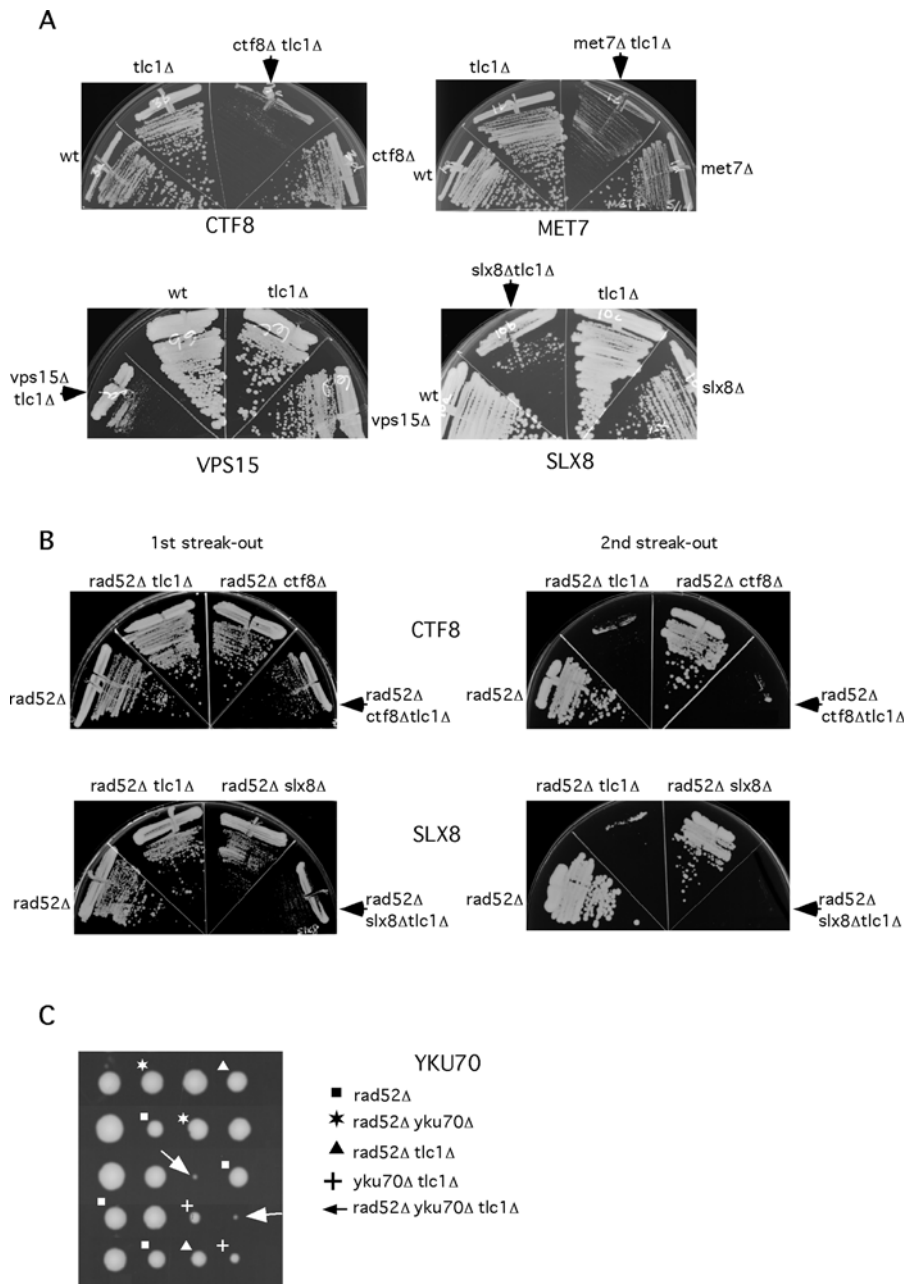 A
ctf8Δ tlc1Δ
tlc1Δ
wt
ctf8Δ
CTF8
met7Δ tlc1Δ
tlc1Δ
wt
met7Δ
MET7
wt
tlc1Δ
vps15Δ
tlc1Δ
vps15Δ
VPS15
slx8Δtlc1Δ
tlc1Δ
wt
slx8Δ
SLX8
B
1st streak-out
2nd streak-out
rad52Δ tlc1Δ
rad52Δ ctf8Δ
rad52Δ
rad52Δ
ctf8Δtlc1Δ
CTF8
rad52Δ tlc1Δ
rad52Δ ctf8Δ
rad52Δ
rad52Δ
ctf8Δtlc1Δ
rad52Δ tlc1Δ
rad52Δ slx8Δ
rad52Δ
rad52Δ
slx8Δtlc1Δ
SLX8
rad52Δ tlc1Δ
rad52Δ slx8Δ
rad52Δ
rad52Δ
slx8Δtlc1Δ
C
YKU70
rad52Δ
rad52Δ yku70Δ
rad52Δ tlc1Δ
yku70Δ tlc1Δ
rad52Δ yku70Δ tlc1Δ